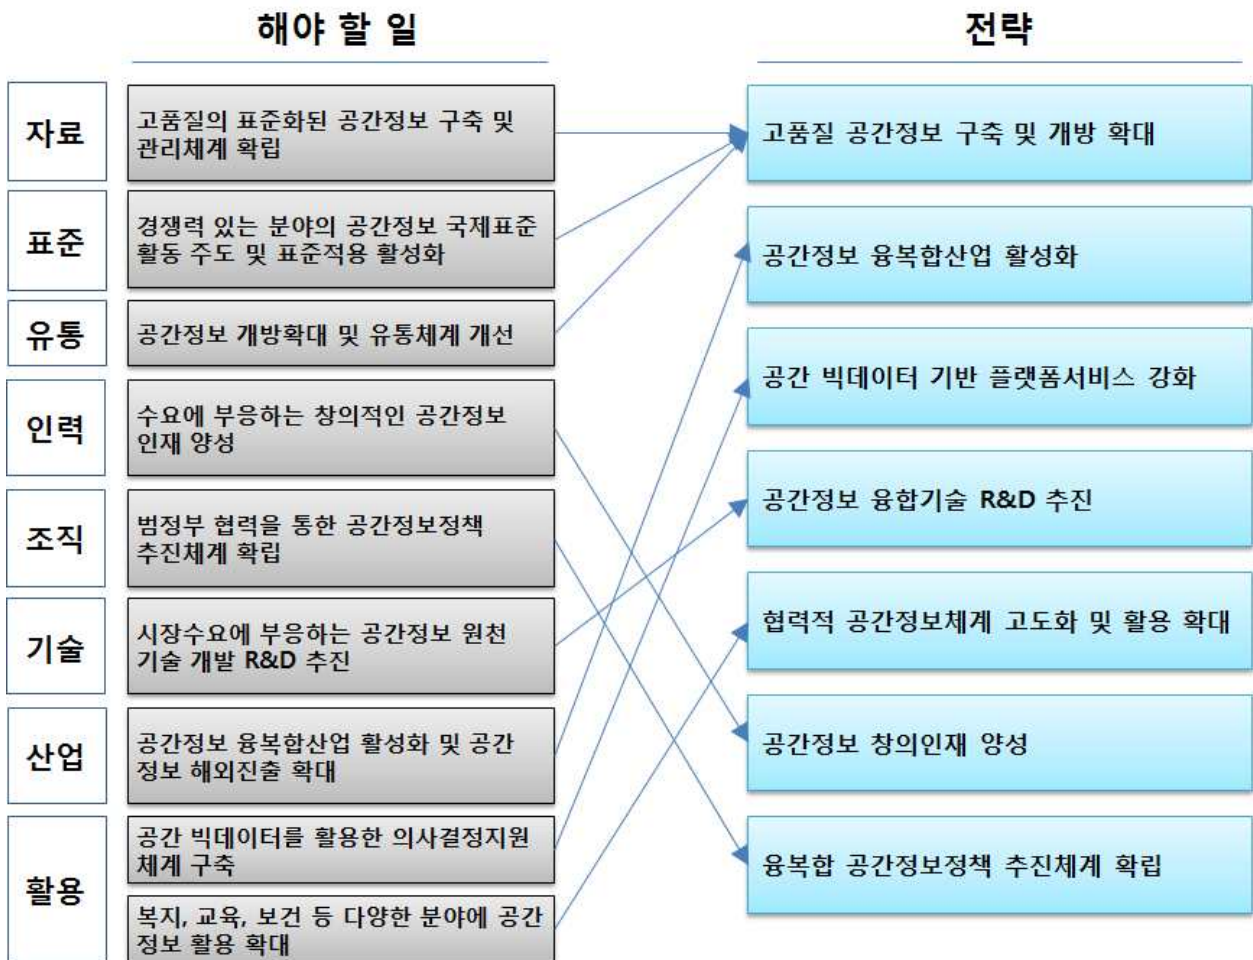 해야 할 일
전략
자료
고품질의 표준화된 공간정보 구축 및
관리체계 확립
고품질 공간정보 구축 및 개방 확대
표준
경쟁력 있는 분야의 공간정보 국제표준
활동 주도 및 표준적용 활성화
공간정보 융복합산업 활성화
유통
공간정보 개방확대 및 유통체계 개선
공간 빅데이터 기반 플랫폼서비스 강화
인력
수요에 부응하는 창의적인 공간정보
인재 양성
공간정보 융합기술 R&D 추진
조직
범정부 협력을 통한 공간정보정책
추진체계 확립
협력적 공간정보체계 고도화 및 활용 확대
기술
시장수요에 부응하는 공간정보 원천
기술 개발 R&D 추진
공간정보 창의인재 양성
산업
공간정보 융복합산업 활성화 및 공간
정보 해외진출 확대
융복합 공간정보정책 추진체계 확립
활용
공간 빅데이터를 활용한 의사결정지원
체계 구축
복지, 교육, 보건 등 다양한 분야에 공간
정보 활용 확대